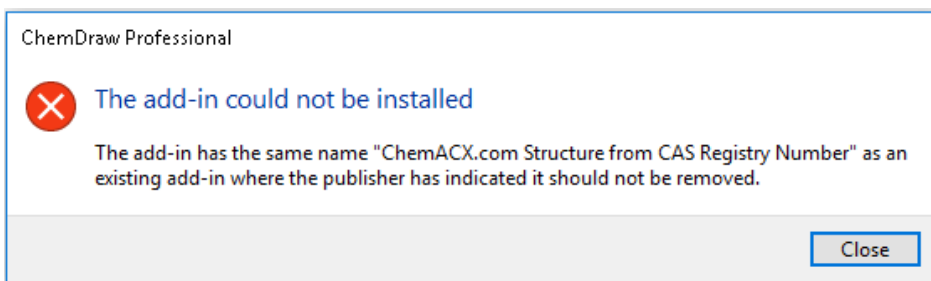 ChemDraw Professional
The add-in could not be installed
The add-in has the same name "ChemACX.com Structure from CAS Registry Number" as an
existing add-in where the publisher has indicated it should not be removed.
Close